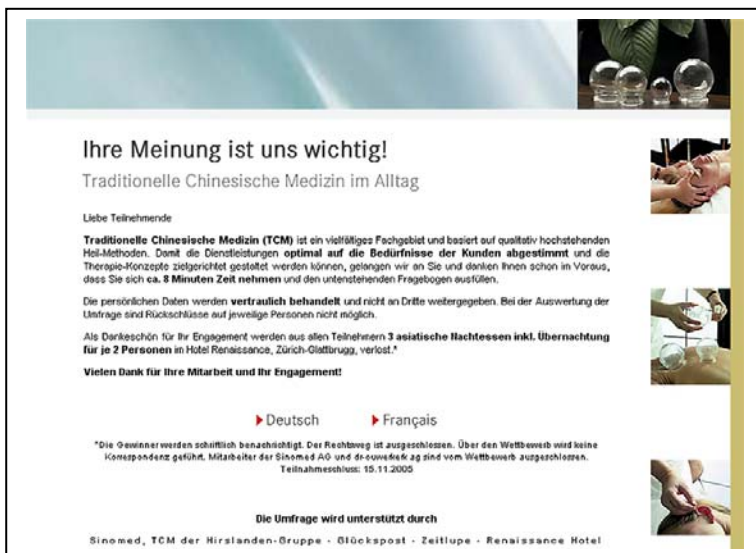 Ihre Meinung ist uns wichtig!
Traditionelle Chinesische Medizin im Alltag
Liebe Teilnehmende
Traditionelle Chinesische Medizin (TCM) ist ein vielfältiges Fachgebiet und basiert auf qualitativ hochstehenden
Heil-Methoden. Damit die Dienstleistungen optimal auf die Bedürfnisse der Kunden abgestimmt und die
Therapie-Konzepte zielgerichtet gestaltet werden können, gelangen wir an Sie und danken Ihnen schon im Voraus,
dass Sie sich ca. 8 Minuten Zeit nehmen und den untenstehenden Fragebogen ausfüllen.
Die persönlichen Daten werden vertraulich behandelt und nicht an Dritte weitergegeben. Bei der Auswertung der
Umfrage sind Rückschlüsse auf jeweilige Personen nicht möglich.
Als Dankeschön für Ihr Engagement werden aus allen Teilnehmern 3 asiatische Nachtessen inkl. Übernachtung
für je 2 Personen im Hotel Renaissance, Zürich-Glattbrugg, verlost.*
Vielen Dank für Ihre Mitarbeit und Ihr Engagement!
Deutsch Français
*Die Gewinner werden schriftlich benachrichtigt. Der Rechtsweg ist ausgeschlossen. Über den Wettbewerb wird keine
Korrespondenz geführt. Mitarbeiter der Sinomed AG und dr-ouwerkerk ag sind vom Wettbewerb ausgeschlossen.
Teilnahmeschluss: 15.11.2005
Die Umfrage wird unterstützt durch
Sinomed, TCM der Hirslanden-Gruppe - Glückspost - Zeitlupe - Renaissance Hotel